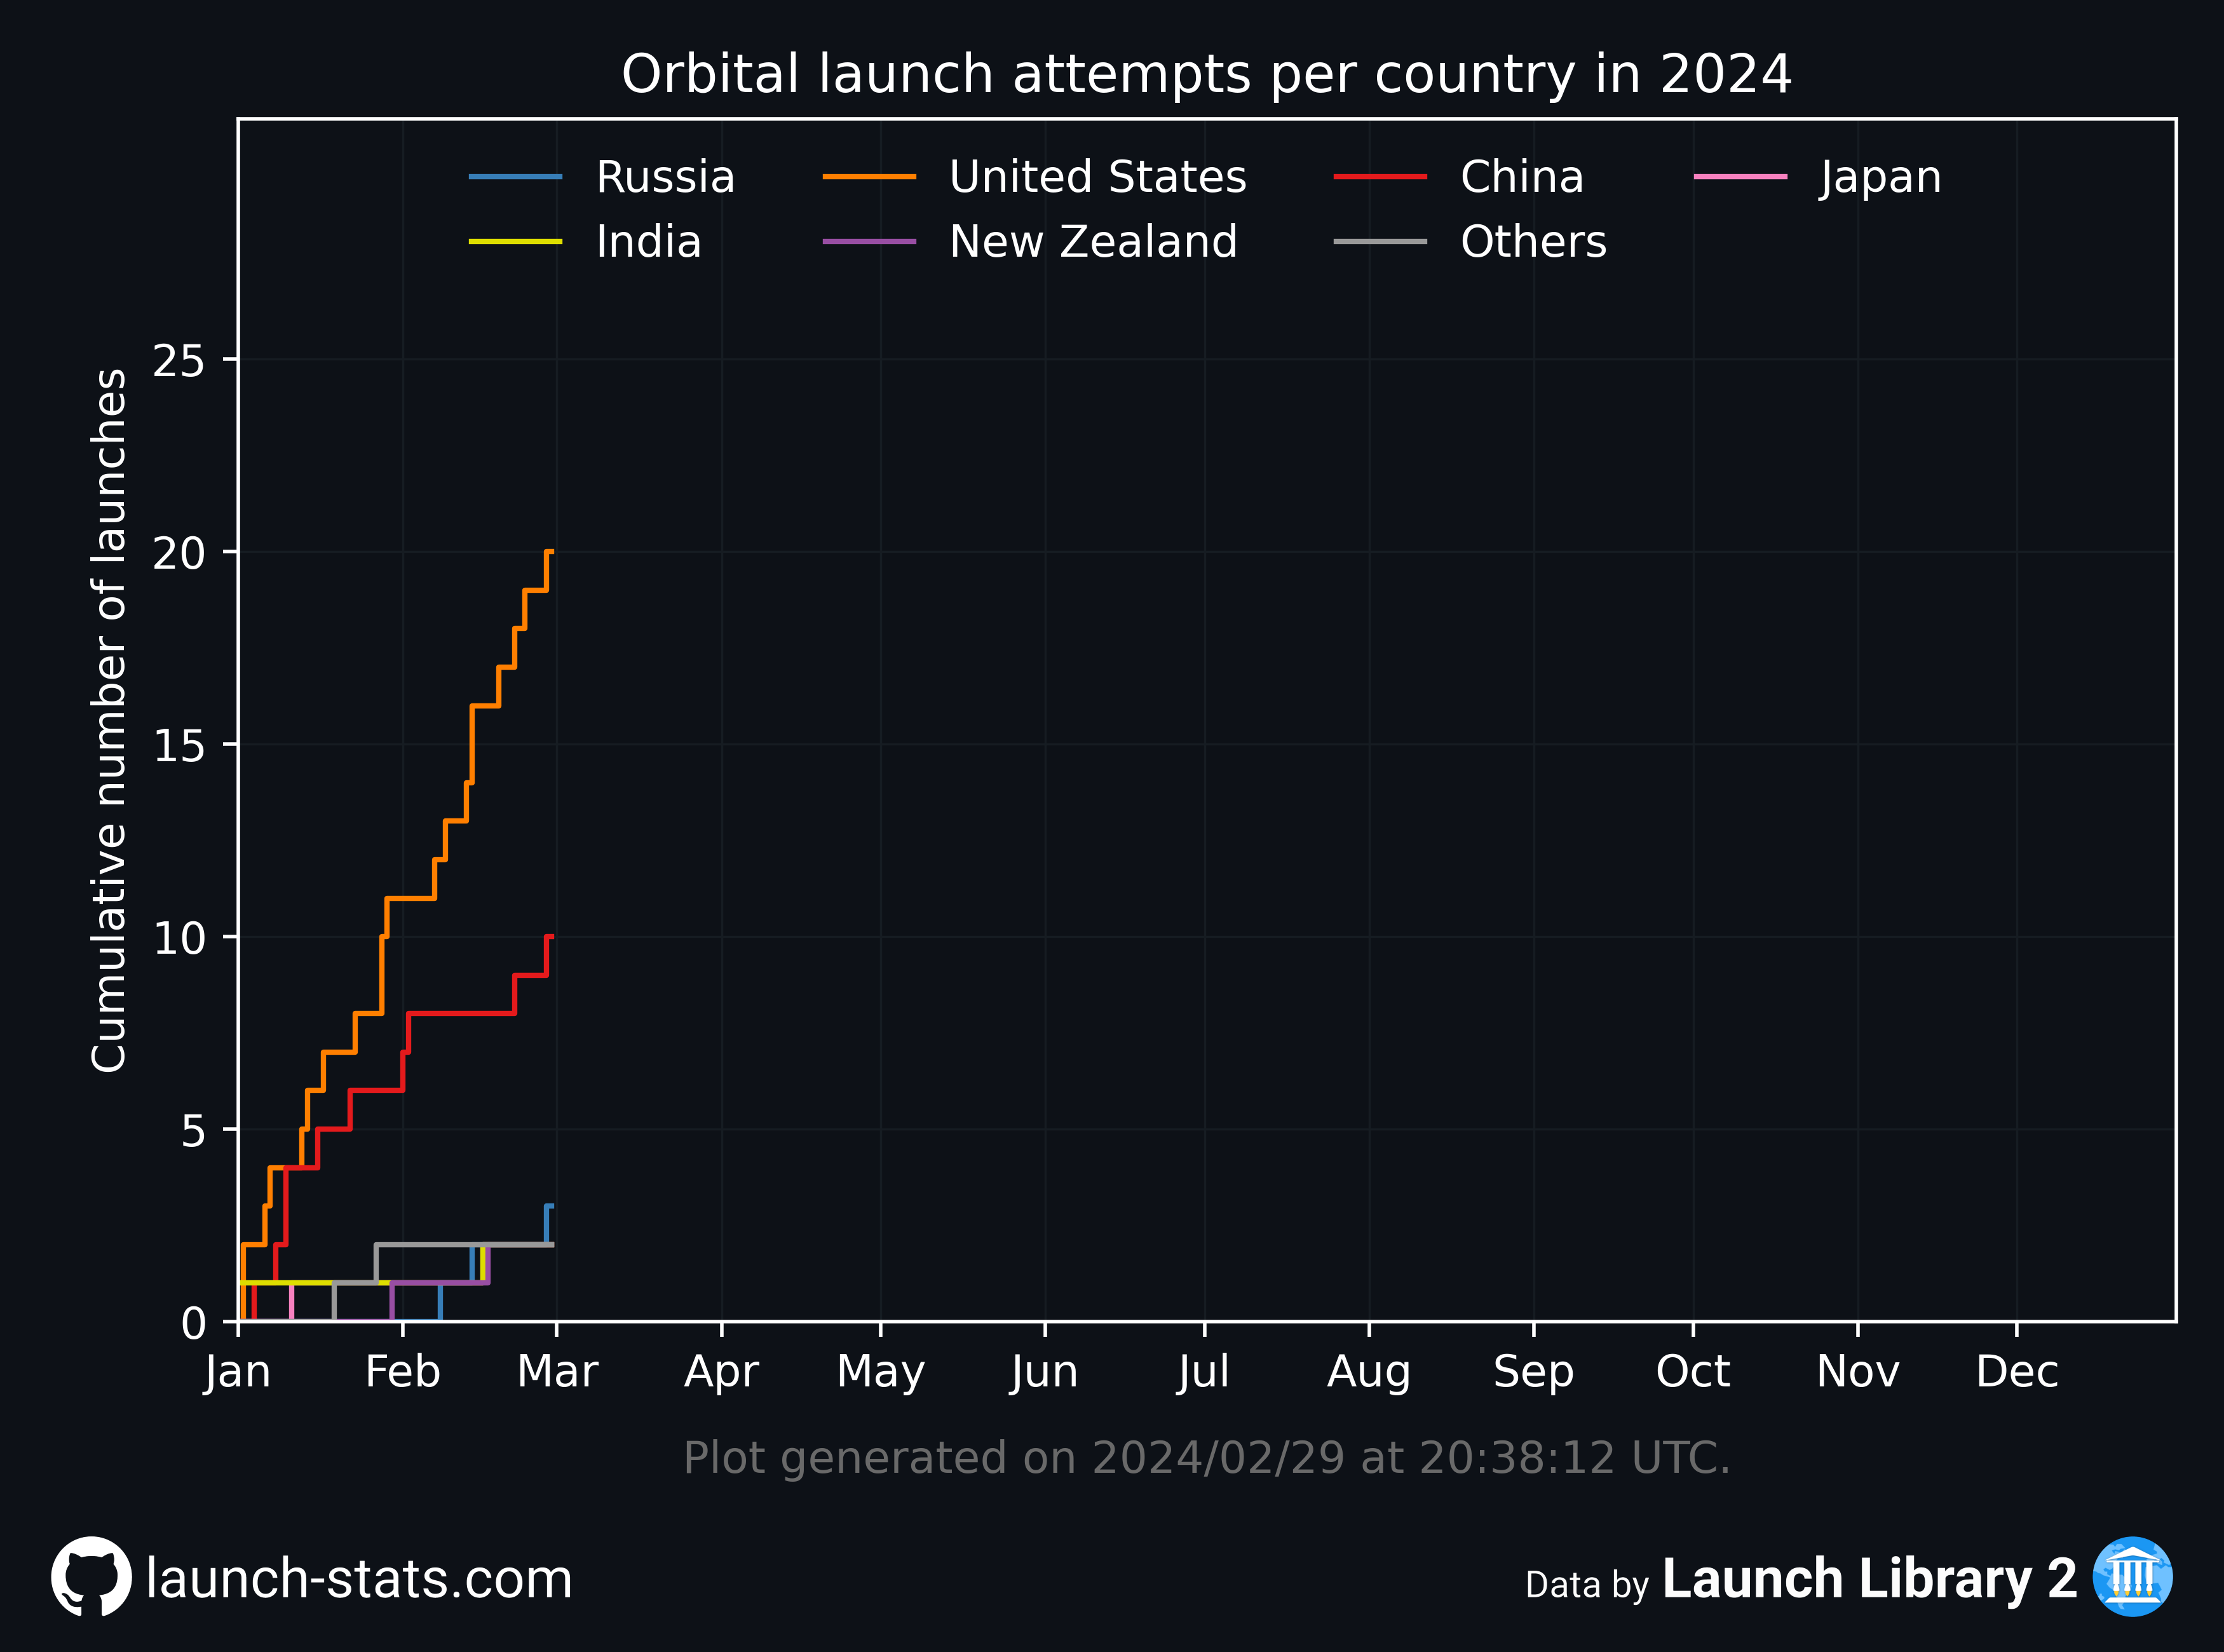 Orbital launch attempts per country in 2024
Russia United States China Japan
India New Zealand Others
Cumulative number of launches
25
20
15
10
5
0
Jan Feb Mar Apr May Jun Jul Aug Sep Oct Nov Dec
Plot generated on 2024/02/29 at 20:38:12 UTC.
launch-stats.com
Data by Launch Library 2